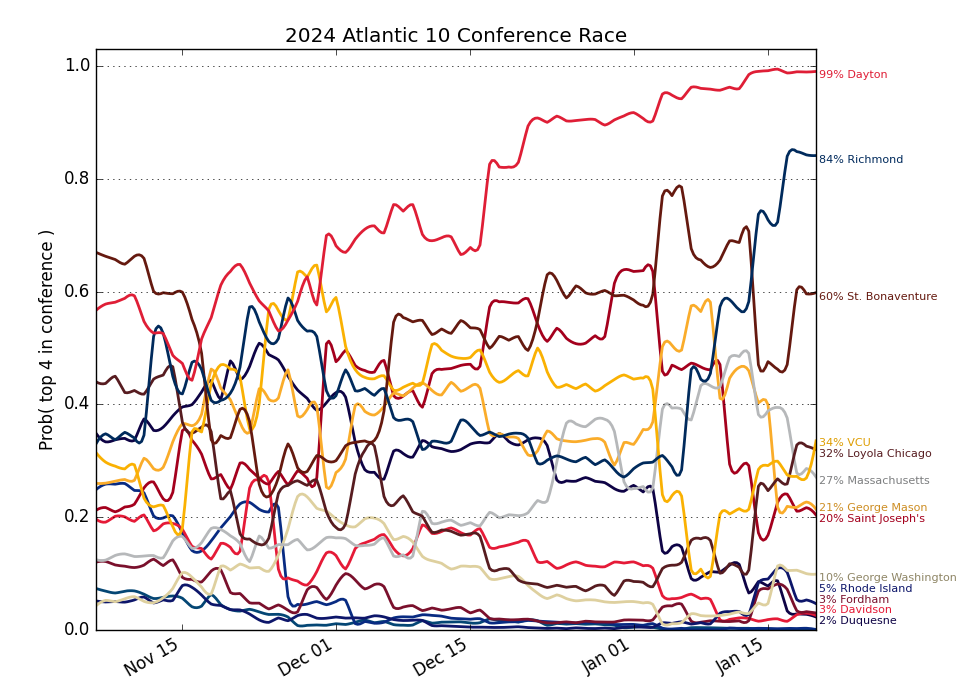 2024 Atlantic 10 Conference Race
1.0
0.8
0.6
0.4
0.2
0.0
Prob( top 4 in conference )
Nov 15
Dec 01
Dec 15
Jan 01
Jan 15
99% Dayton
84% Richmond
60% St. Bonaventure
34% VCU
32% Loyola Chicago
27% Massachusetts
21% George Mason
20% Saint Joseph's
10% George Washington
5% Rhode Island
3% Fordham
3% Davidson
2% Duquesne